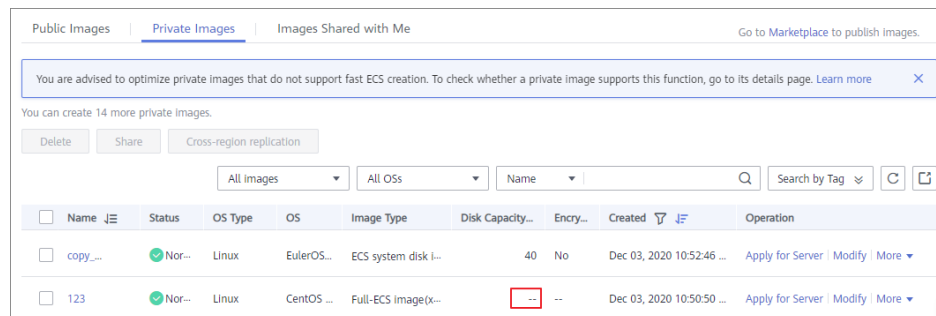 Public Images Private Images Images Shared with Me Go to Marketplace to publish images.
You are advised to optimize private images that do not support fast ECS creation. To check whether a private image supports this function, go to its details page. Learn more
You can create 14 more private images.
Delete Share Cross-region replication
All images All OSs Name Search by Tag
Name Status OS Type OS Image Type Disk Capacity... Encry... Created Operation
copy_... Nor... Linux EulerOS... ECS system disk i... 40 No Dec 03, 2020 10:52:46 ... Apply for Server Modify More
123 Nor... Linux CentOS ... Full-ECS image(x... -- -- Dec 03, 2020 10:50:50 ... Apply for Server Modify More